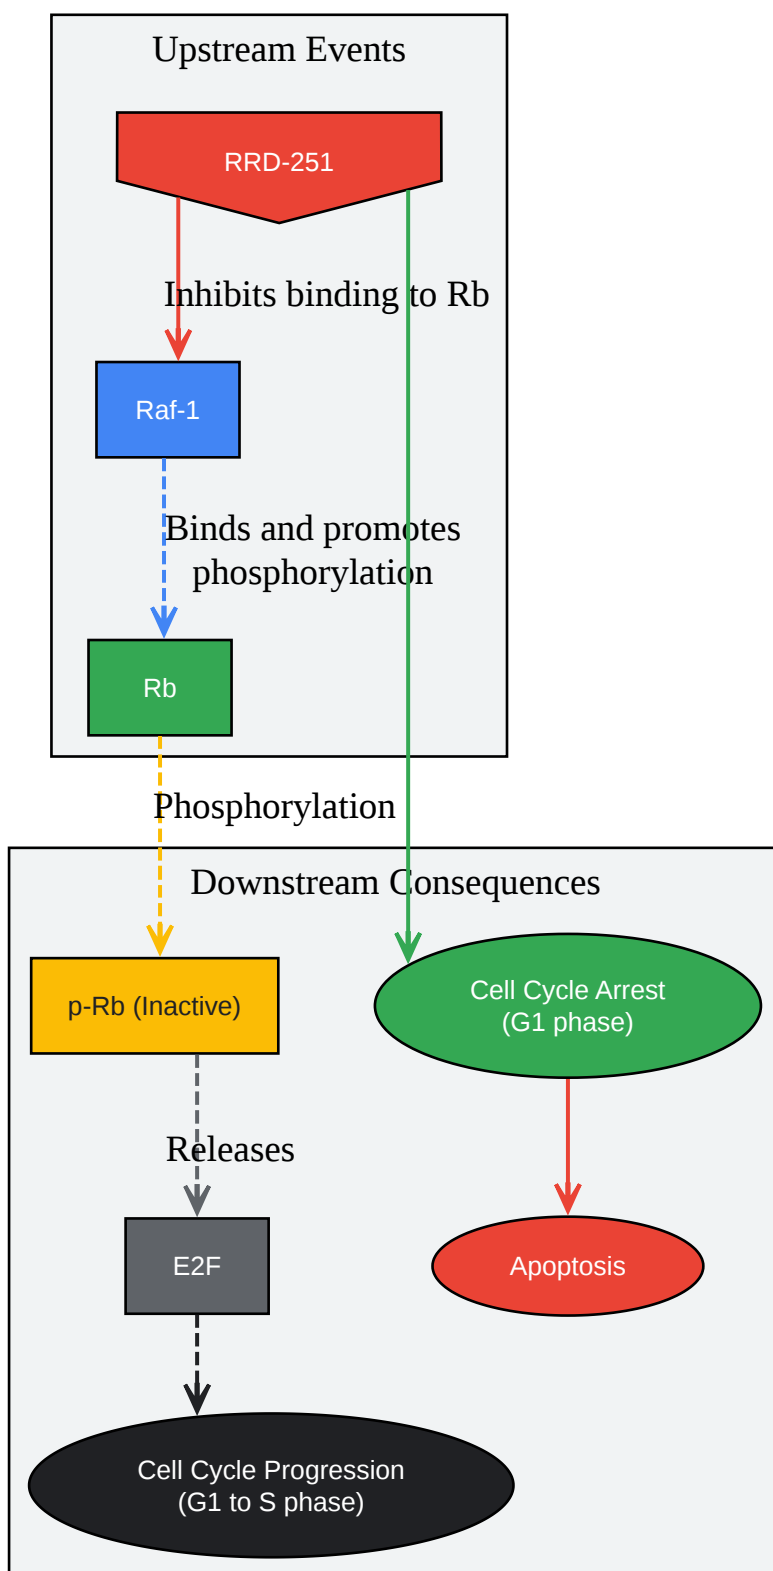 Upstream Events
RRD-251
Inhibits binding to Rb
Raf-1
Binds and promotes
phosphorylation
Rb
Phosphorylation
Downstream Consequences
p-Rb (Inactive)
Cell Cycle Arrest
(G1 phase)
Releases
E2F
Apoptosis
Cell Cycle Progression
(G1 to S phase)